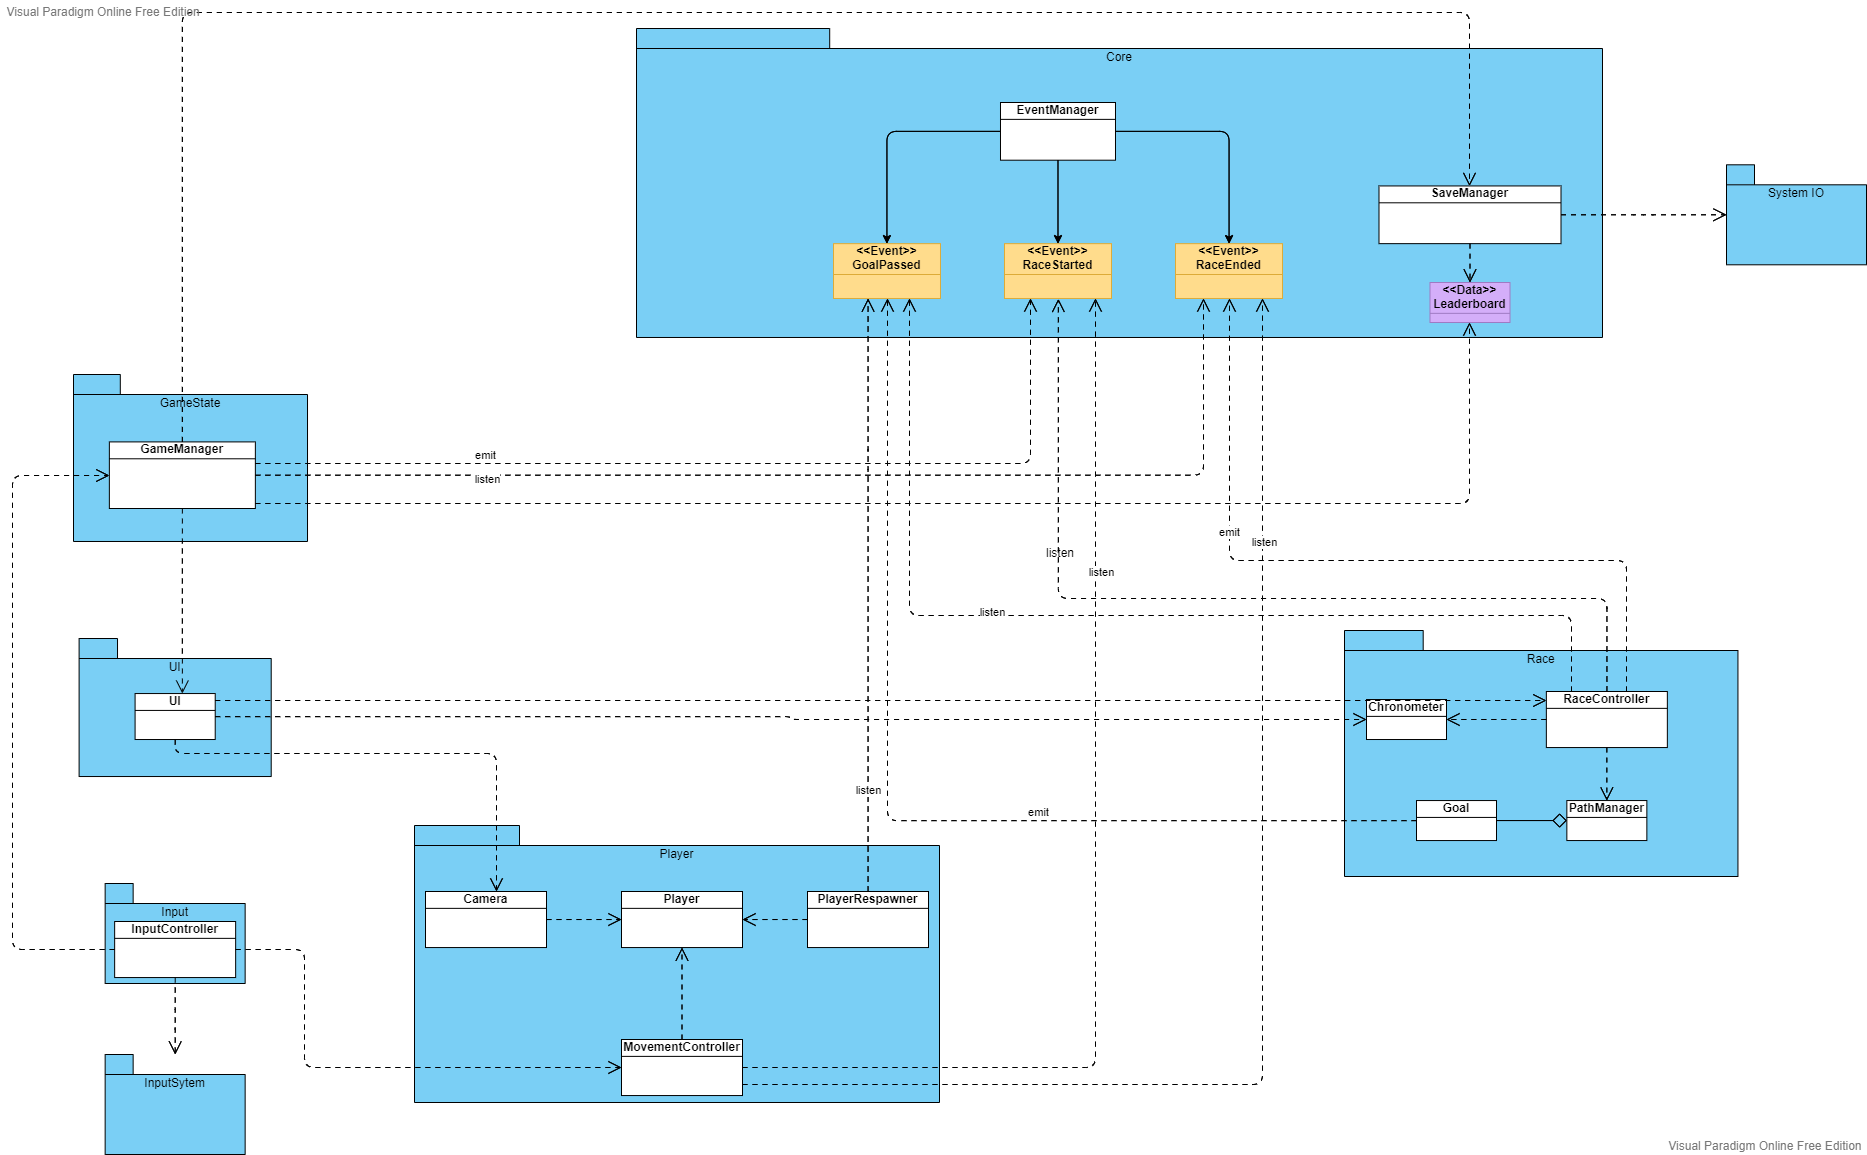 Visual Paradigm Online Free Edition
Core
EventManager
SaveManager
System IO
<<Event>>
GoalPassed
<<Event>>
RaceStarted
<<Event>>
RaceEnded
<<Data>>
Leaderboard
GameState
GameManager
emit
listen
emit
listen
listen
listen
listen
UI
UI
Race
Chronometer
RaceController
listen
Goal
PathManager
emit
Player
Camera
Player
PlayerRespawner
Input
InputController
MovementController
InputSytem
Visual Paradigm Online Free Edition